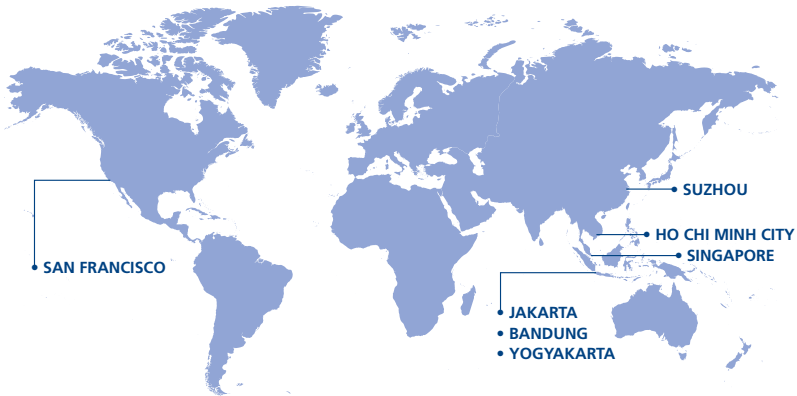 SUZHOU
HO CHI MINH CITY
SINGAPORE
SAN FRANCISCO
JAKARTA
BANDUNG
YOGYAKARTA